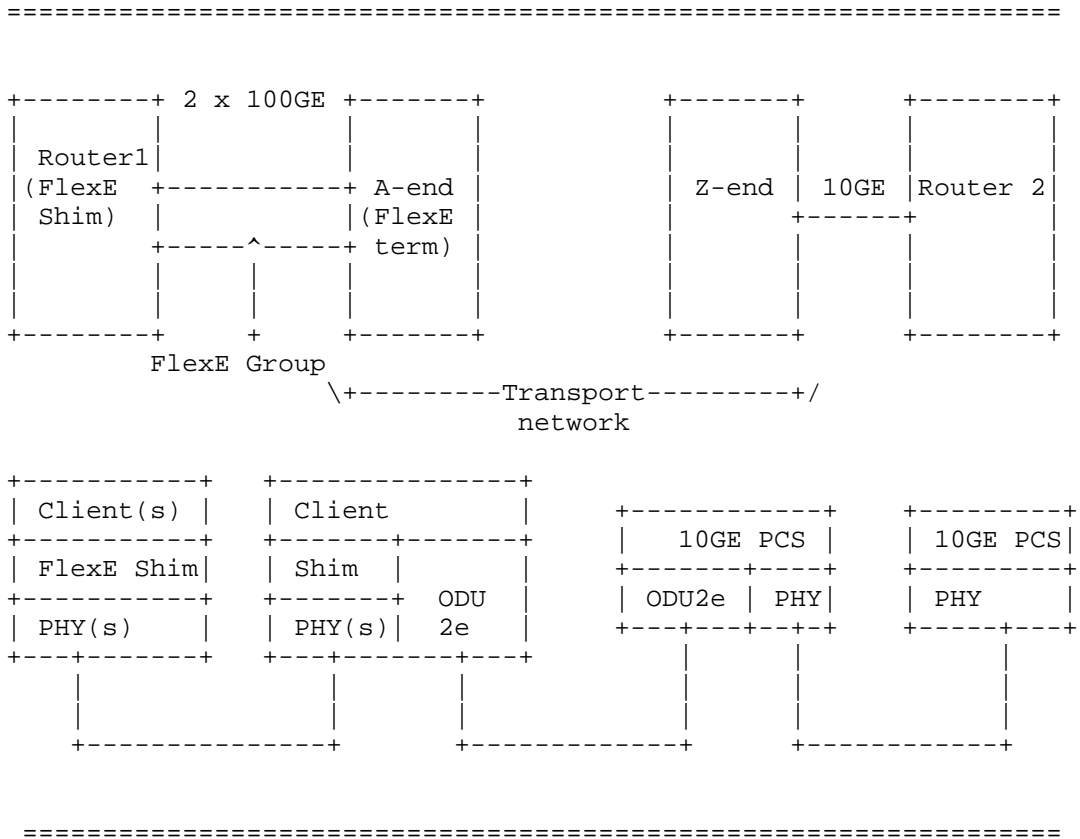 2 x 100GE
Router1
(FlexE A-end Z-end 10GE Router 2
Shim) (FlexE
term)
FlexE Group
Transport
network
Client(s) Client
10GE PCS 10GE PCS
FlexE Shim Shim
ODU ODU2e PHY PHY
PHY(s) PHY(s) 2e